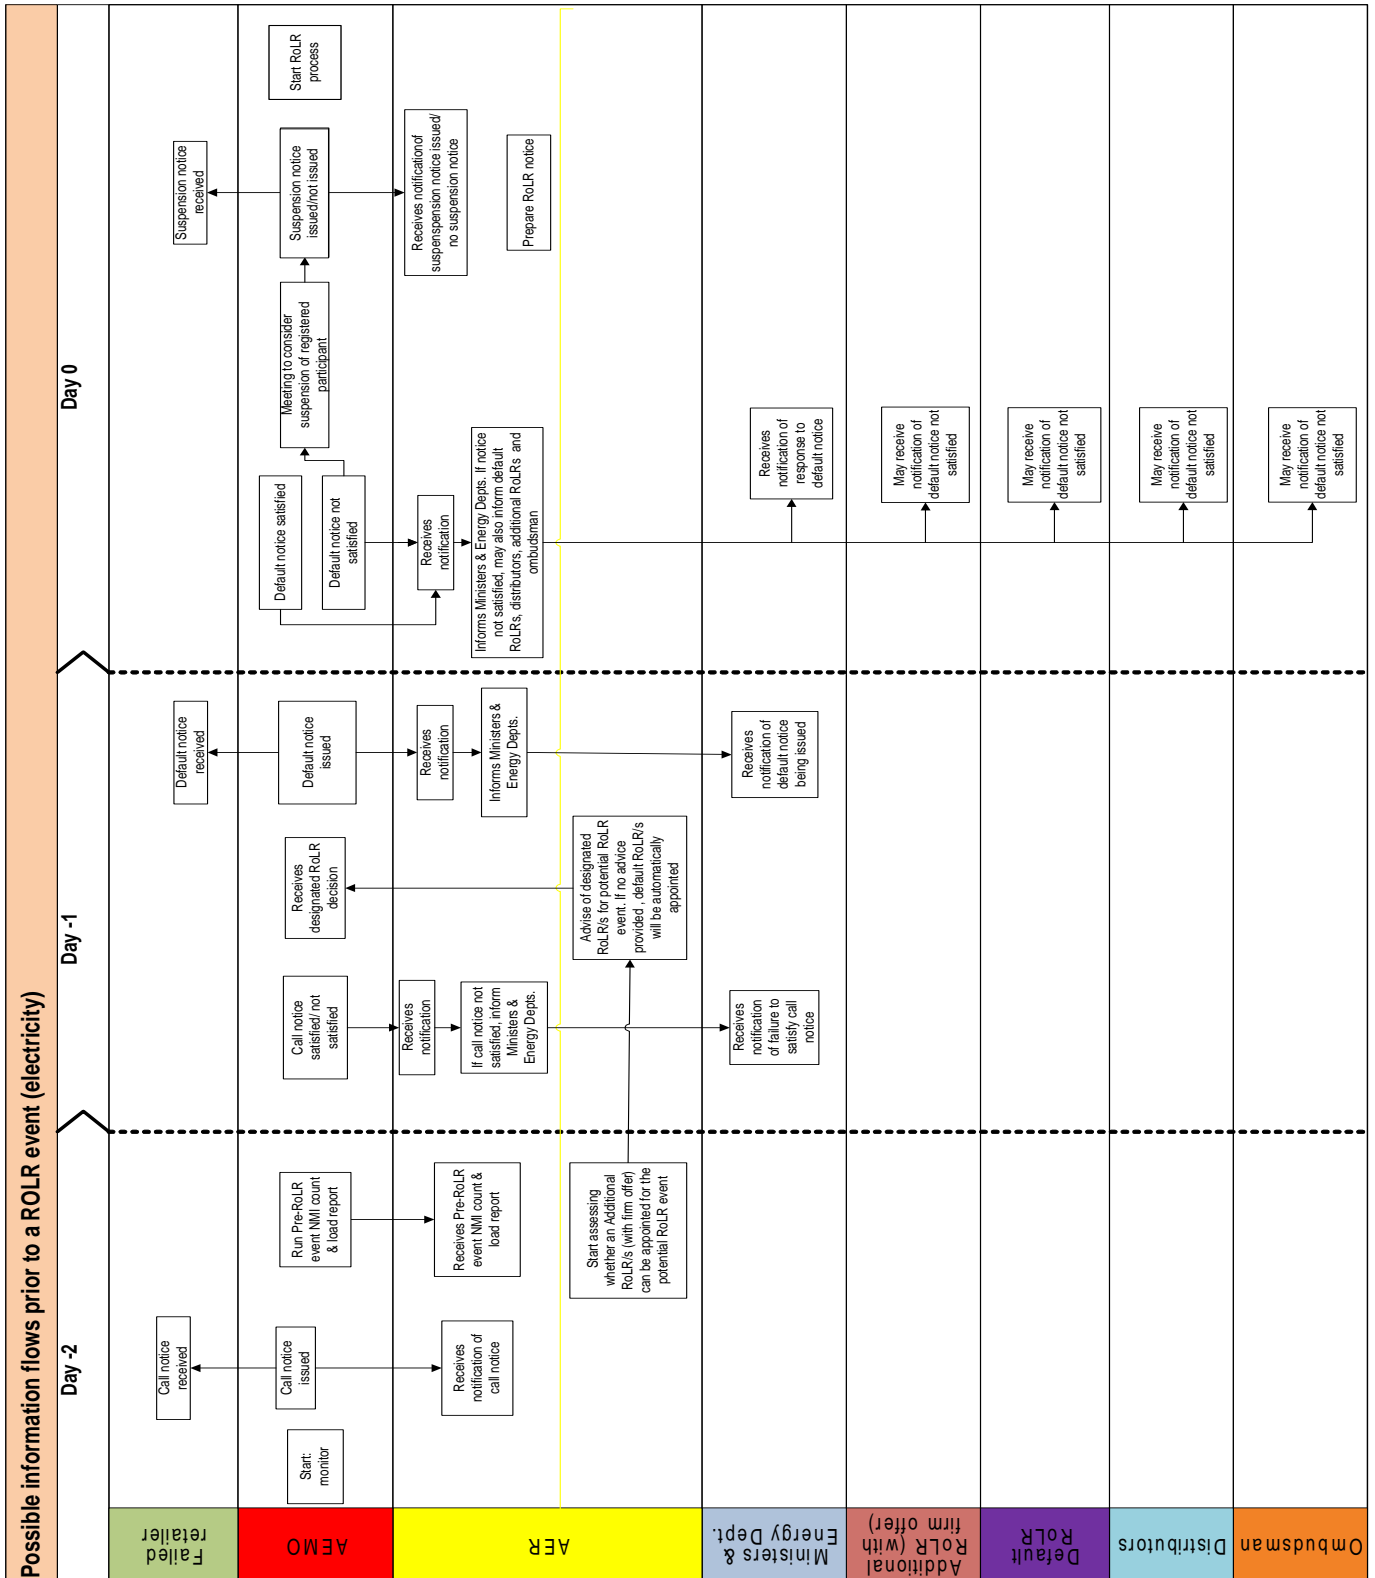 Possible information flows prior to a ROLR event (electricity)
Day -2
Day -1
Day 0
Failed
retailer
Call notice
received
Default notice
received
Suspension notice
received
AEMO
Start:
monitor
Call notice
issued
Run Pre-RoLR
event NMI count
& load report
Call notice
satisfied/ not
satisfied
Receives
designated RoLR
decision
Default notice
issued
Default notice satisfied
Default notice not
satisfied
Meeting to consider
suspension of registered
participant
Suspension notice
issued/not issued
Start RoLR
process
AER
Receives
notification of
call notice
Receives Pre-RoLR
event NMI count &
load report
Receives
notification
If call notice not
satisfied, inform
Ministers &
Energy Depts.
Receives
notification
Informs Ministers &
Energy Depts.
Receives
notification
Informs Ministers & Energy Depts. If notice
not satisfied, may also inform default
RoLRs, distributors, additional RoLRs and
ombudsman
Receives notificationof
suspenspension notice issued/
no suspension notice
Prepare RoLR notice
Start assessing
whether an Additional
RoLR/s (with firm offer)
can be appointed for the
potential RoLR event
Advise of designated
RoLR/s for potential RoLR
event. If no advice
provided , default RoLR/s
will be automatically
appointed
Ministers &
Energy Dept.
Receives
notification
of failure to
satisfy call
notice
Receives
notification of
default notice
being issued
Receives
notification of
response to
default notice
Additional
RoLR (with
firm offer)
May receive
notification of
default notice not
satisfied
Default
RoLR
May receive
notification of
default notice not
satisfied
Distributors
May receive
notification of
default notice not
satisfied
Ombudsman
May receive
notification of
default notice not
satisfied